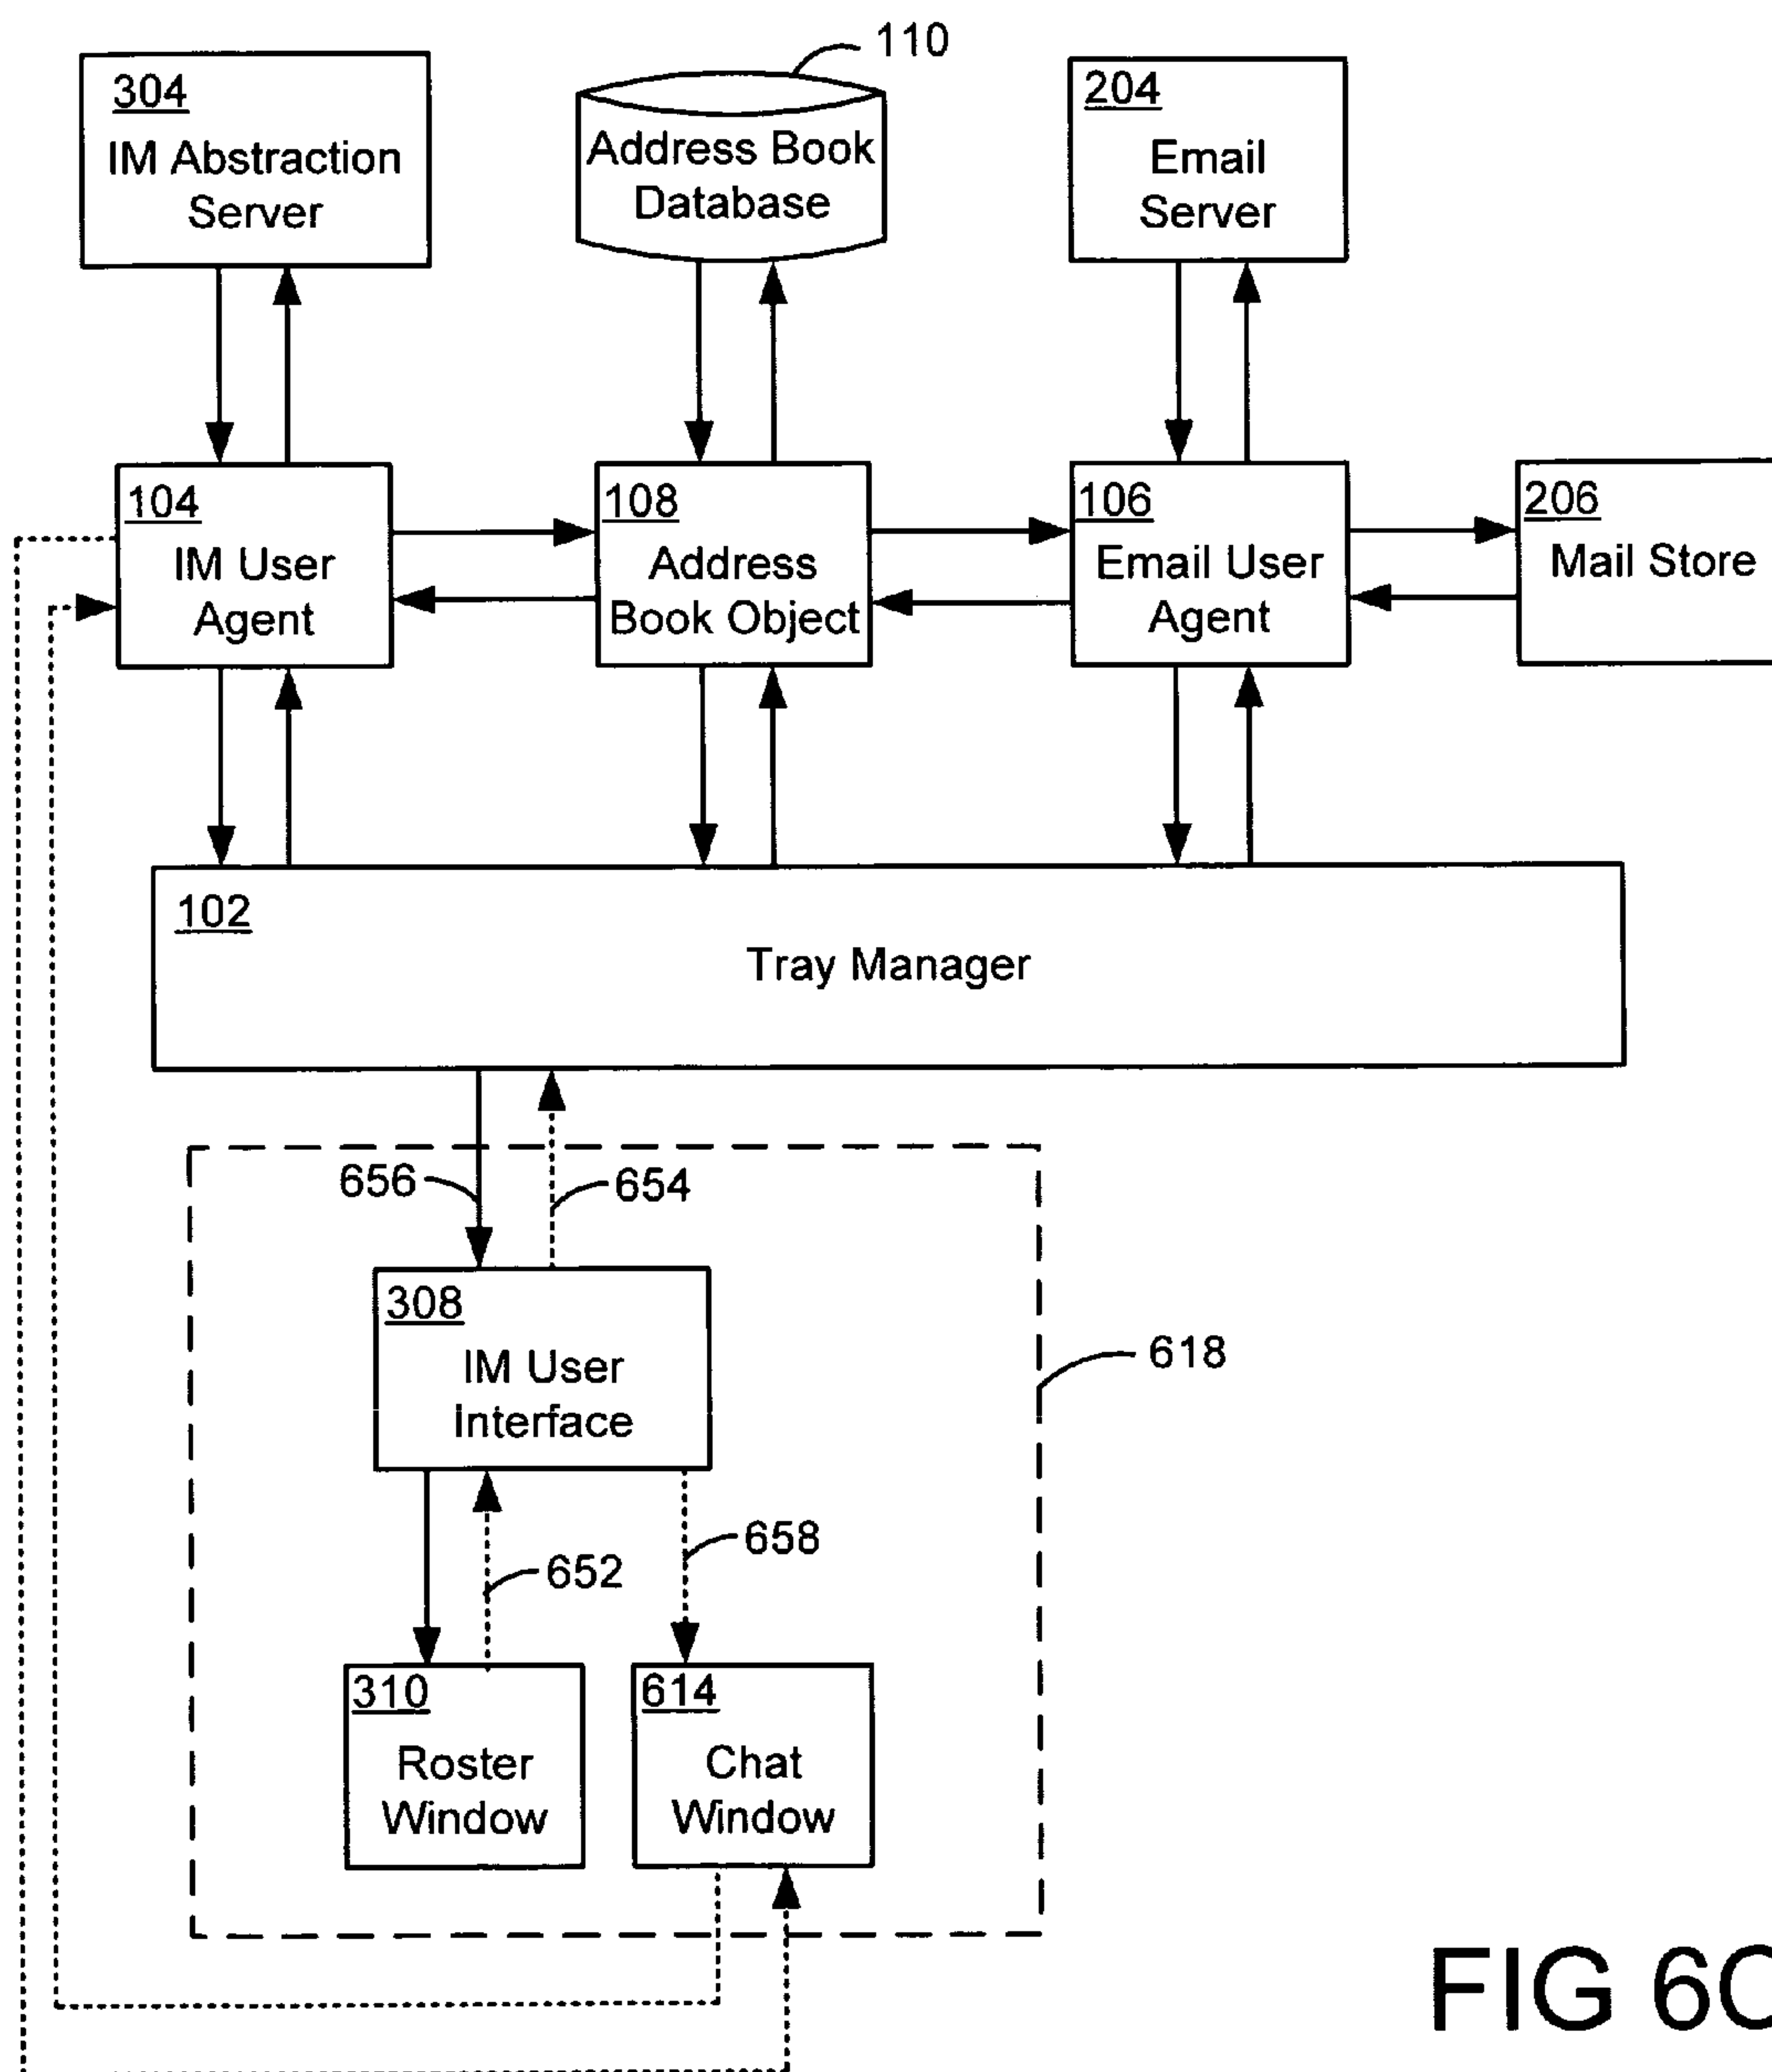 110
304
IM Abstraction
Server
Address Book
Database
204
Email
Server
104
IM User
Agent
108
Address
Book Object
106
Email User
Agent
206
Mail Store
102
Tray Manager
656
654
308
IM User
Interface
618
658
652
310
Roster
Window
614
Chat
Window
FIG 6C